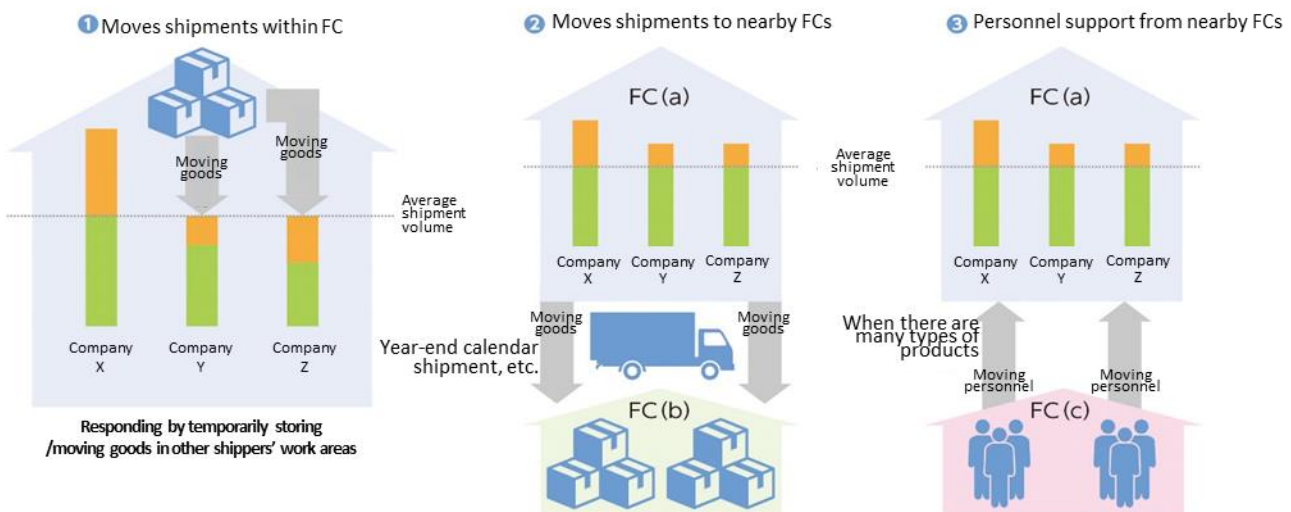 1 Moves shipments within FC
Moving
goods
Moving
goods
Average
shipment
volume
Company
X
Company
Y
Company
Z
Responding by temporarily storing
/moving goods in other shippers' work areas
2 Moves shipments to nearby FCs
FC (a)
Company
X
Company
Y
Company
Z
Moving
goods
Moving
goods
Year-end calendar
shipment, etc.
FC (b)
3 Personnel support from nearby FCs
FC (a)
Average
shipment
volume
Company
X
Company
Y
Company
Z
When there are
many types of
products
Moving
personnel
Moving
personnel
FC (c)